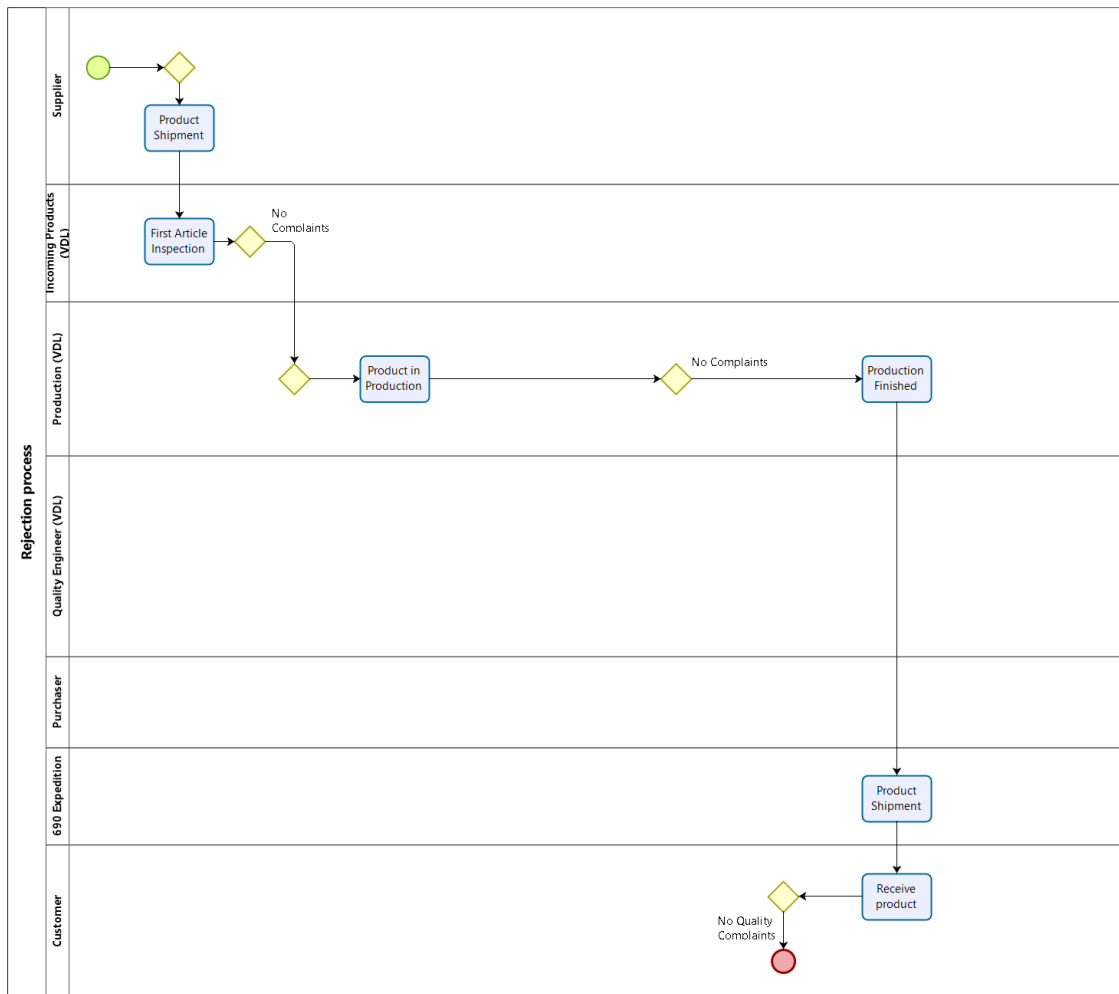 Rejection process
Supplier
Product
Shipment
Incoming Products
(VDL)
First Article
Inspection
No
Complaints
Production (VDL)
Product in
Production
No Complaints
Production
Finished
Quality Engineer (VDL)
Purchaser
690 Expedition
Product
Shipment
Customer
Receive
product
No Quality
Complaints